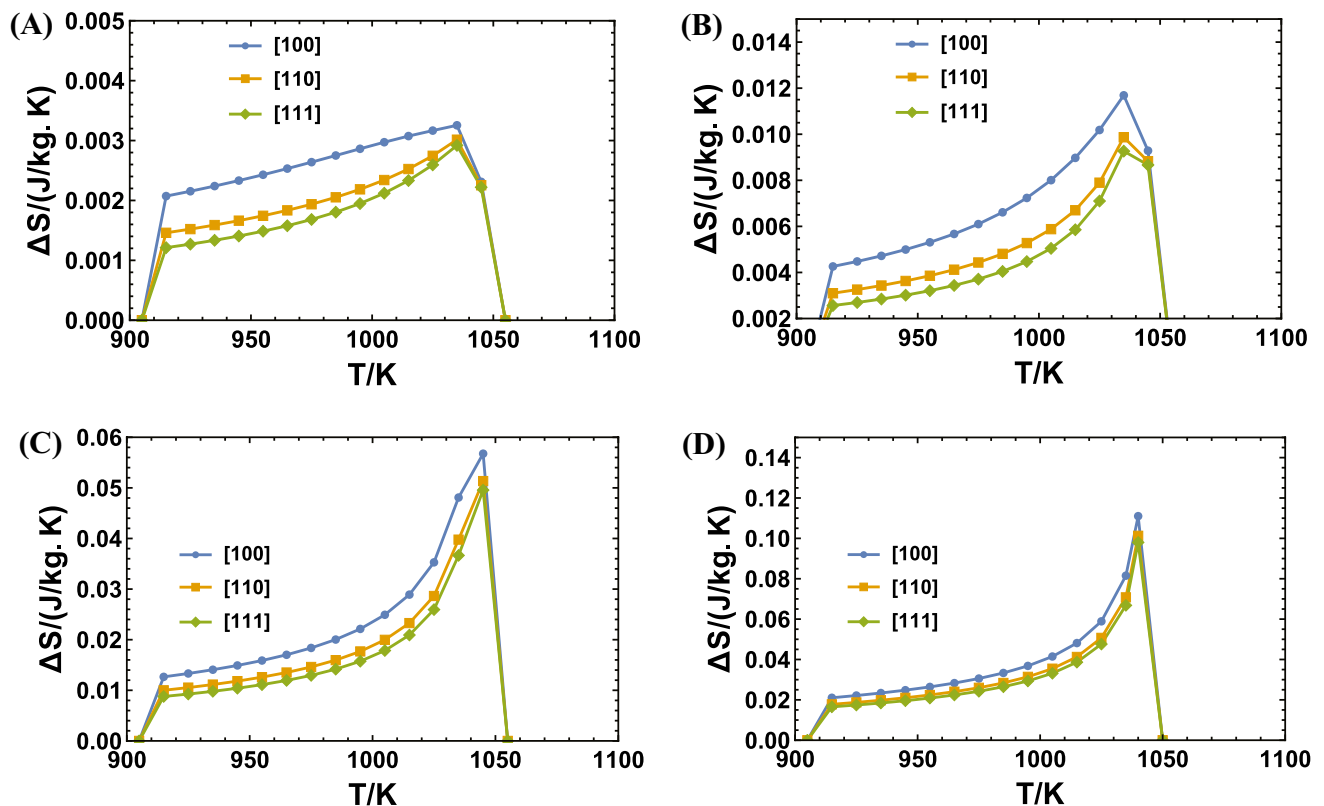 (A)
0.005
0.004
0.003
0.002
0.001
0.000
ΔS/(J/kg. K)
[100]
[110]
[111]
900 950 1000 1050 1100
T/K
(B)
0.014
0.012
0.010
0.008
0.006
0.004
0.002
ΔS/(J/kg. K)
[100]
[110]
[111]
900 950 1000 1050 1100
T/K
(C)
0.06
0.05
0.04
0.03
0.02
0.01
0.00
ΔS/(J/kg. K)
[100]
[110]
[111]
900 950 1000 1050 1100
T/K
(D)
0.14
0.12
0.10
0.08
0.06
0.04
0.02
0.00
ΔS/(J/kg. K)
[100]
[110]
[111]
900 950 1000 1050 1100
T/K